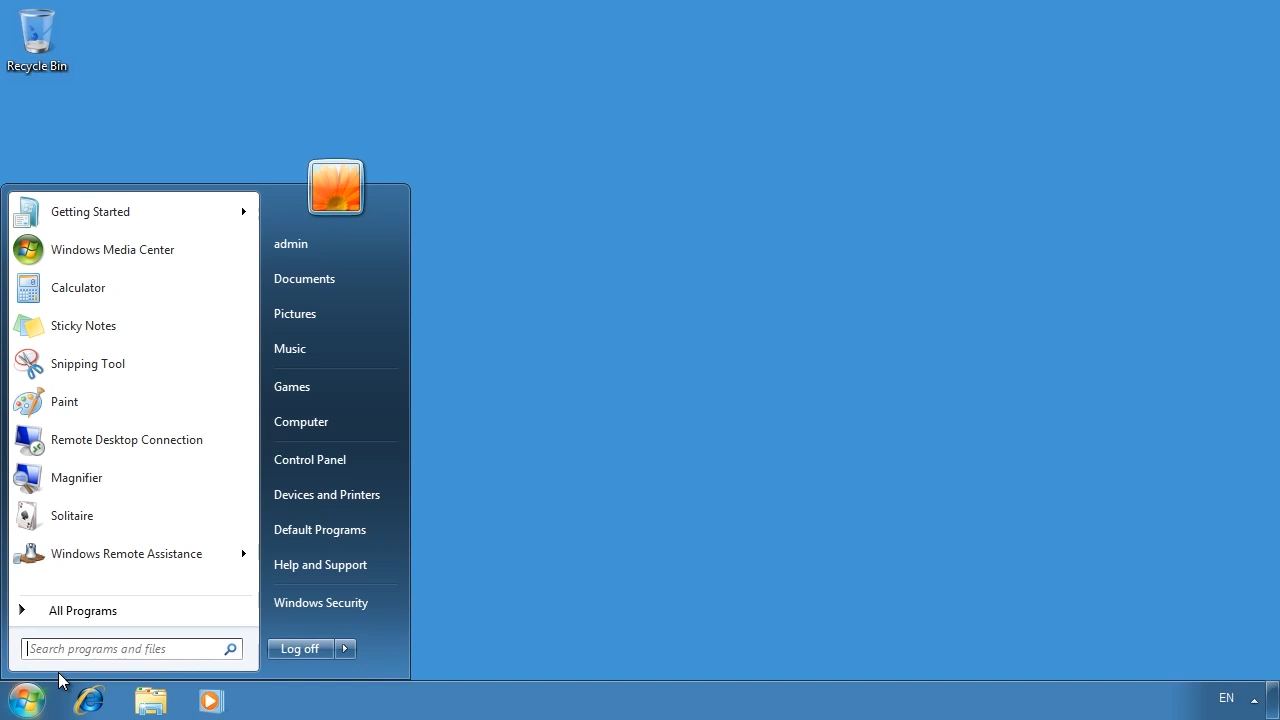 Recycle Bin
Getting Started
Windows Media Center
Calculator
Sticky Notes
Snipping Tool
Paint
Remote Desktop Connection
Magnifier
Solitaire
Windows Remote Assistance
All Programs
Search programs and files
admin
Documents
Pictures
Music
Games
Computer
Control Panel
Devices and Printers
Default Programs
Help and Support
Windows Security
Log off
EN